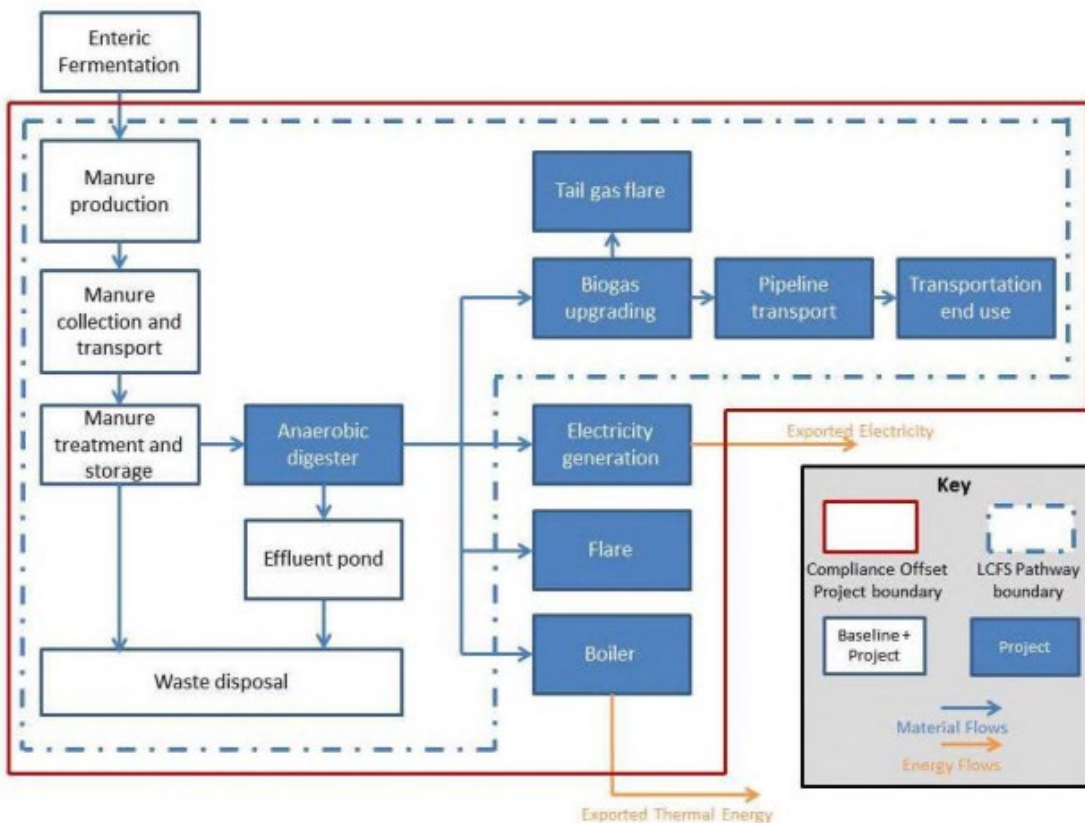 Enteric
Fermentation
Manure
production
Manure
collection and
transport
Manure
treatment and
storage
Anaerobic
digester
Effluent pond
Waste disposal
Tail gas flare
Biogas
upgrading
Pipeline
transport
Transportation
end use
Electricity
generation
Exported Electricity
Flare
Boiler
Exported Thermal Energy
Key
Compliance Offset
Project boundary
LCFS Pathway
boundary
Baseline +
Project
Project
Material Flows
Energy Flows